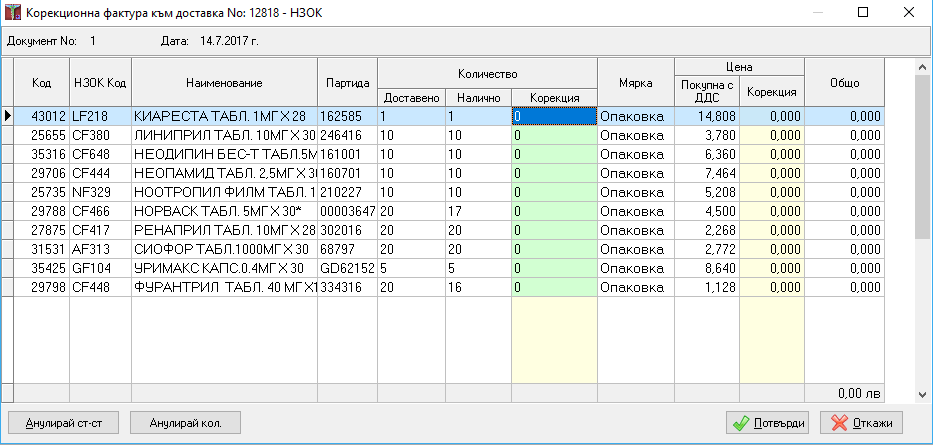 Корекционна фактура към доставка No: 12818 - НЗОК
Документ No: 1 Дата: 14.7.2017 г.
Код НЗОК Код Наименование Партида Количество Мярка Цена Общо
Доставено Налично Корекция Покупна с ДДС Корекция
43012 LF218 КИАРЕСТА ТАБЛ. 1МГ X 28 162585 1 1 0 Опаковка 14,808 0,000 0,000
25655 CF380 ЛИНИПРИЛ ТАБЛ. 10МГ X 30 246416 10 10 0 Опаковка 3,780 0,000 0,000
35316 CF648 НЕОДИПИН БЕС-Т ТАБЛ.5М 161001 10 10 0 Опаковка 6,360 0,000 0,000
29706 CF444 НЕОПАМИД ТАБЛ. 2,5МГ X 30 160701 10 10 0 Опаковка 7,464 0,000 0,000
25735 NF329 НООТРОПИЛ ФИЛМ ТАБЛ. 1 210227 10 10 0 Опаковка 5,208 0,000 0,000
29788 CF466 НОРВАСК ТАБЛ. 5МГ X 30* 00003647 20 17 0 Опаковка 4,500 0,000 0,000
27875 CF417 РЕНАПРИЛ ТАБЛ. 10МГ X 28 302016 20 20 0 Опаковка 2,268 0,000 0,000
31531 AF313 СИОФОР ТАБЛ.1000МГ X 30 68797 20 20 0 Опаковка 2,772 0,000 0,000
35425 GF104 УРИМАКС КАПС.0.4МГ X 30 GD62152 5 5 0 Опаковка 8,640 0,000 0,000
29798 CF448 ФУРАНТРИЛ ТАБЛ. 40 МГ X1 334316 20 16 0 Опаковка 1,128 0,000 0,000
0,00 лв
Анулирай ст-ст Анулирай кол. Потвърди Откажи